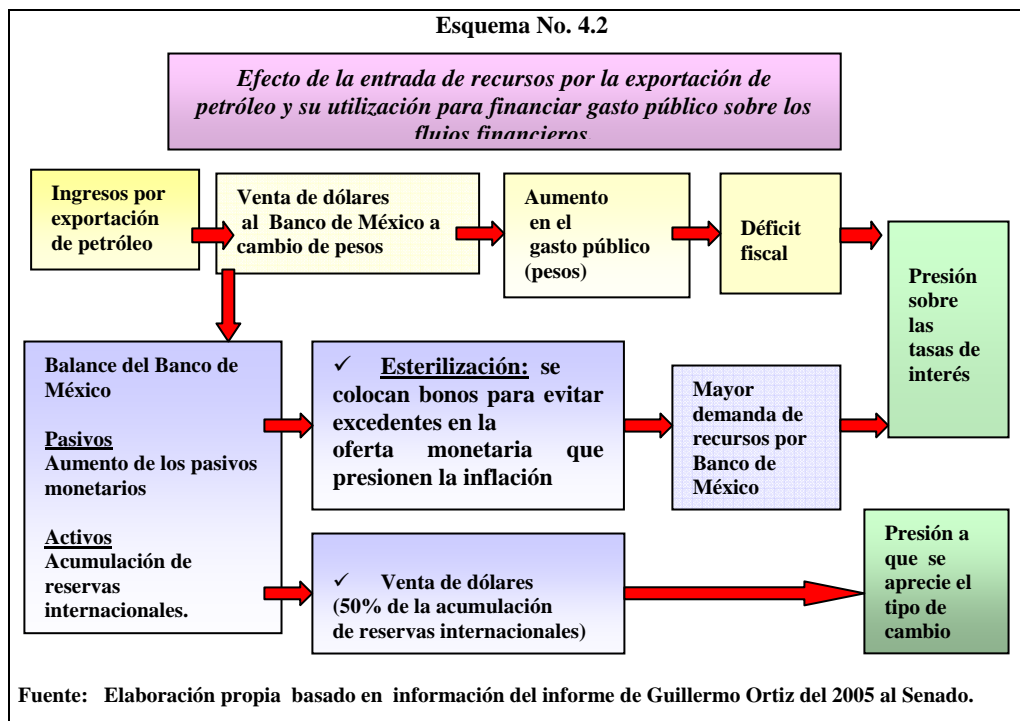 Esquema No. 4.2
Efecto de la entrada de recursos por la exportación de
petróleo y su utilización para financiar gasto público sobre los
flujos financieros.
Ingresos por
exportación
de petróleo
Venta de dólares
al Banco de México a
cambio de pesos
Aumento
en el
gasto público
(pesos)
Déficit
fiscal
Presión
sobre
las
tasas de
interés
Balance del Banco de
México
Pasivos
Aumento de los pasivos
monetarios
Activos
Acumulación de
reservas
internacionales.
✓ Esterilización: se
colocan bonos para evitar
excedentes en la
oferta monetaria que
presionen la inflación
Mayor
demanda de
recursos por
Banco de
México
✓ Venta de dólares
(50% de la acumulación
de reservas internacionales)
Presión a
que se
aprecie el
tipo de
cambio
Fuente: Elaboración propia basado en información del informe de Guillermo Ortiz del 2005 al Senado.